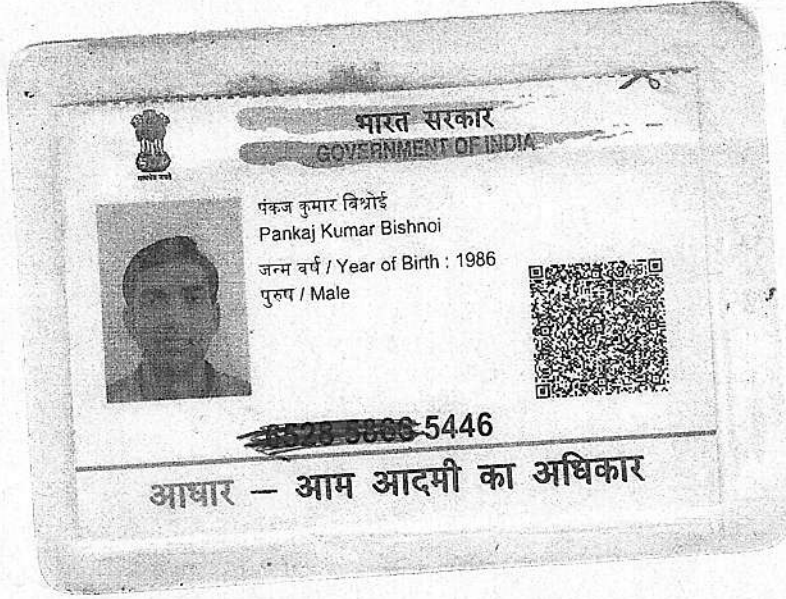 भारत सरकार
GOVERNMENT OF INDIA
पंकज कुमार बिश्नोई
Pankaj Kumar Bishnoi
जन्म वर्ष / Year of Birth : 1986
पुरुष / Male
5446
आधार – आम आदमी का अधिकार